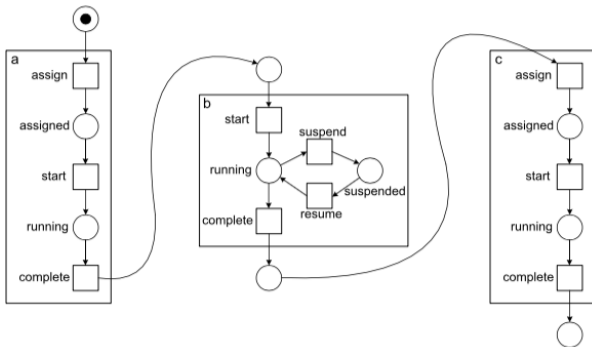 a
assign
assigned
start
running
complete
b
start
suspend
running
suspended
resume
complete
c
assign
assigned
start
running
complete